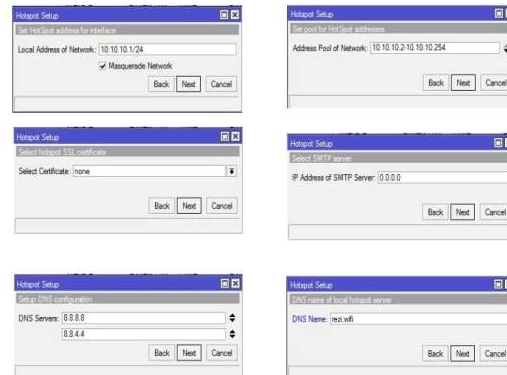 Hotspot Setup
Set HotSpot address for interface
Local Address of Network: 10.10.10.1/24
Masquerade Network
Back Next Cancel
Hotspot Setup
Set pool for HotSpot addresses
Address Pool of Network: 10.10.10.2-10.10.10.254
Back Next Cancel
Hotspot Setup
Select hotspot SSL certificate
Select Certificate: none
Back Next Cancel
Hotspot Setup
Select SMTP server
IP Address of SMTP Server: 0.0.0.0
Back Next Cancel
Hotspot Setup
Setup DNS configuration
DNS Servers: 8.8.8.8
8.8.4.4
Back Next Cancel
Hotspot Setup
DNS name of local hotspot server
DNS Name: rezi.wifi
Back Next Cancel